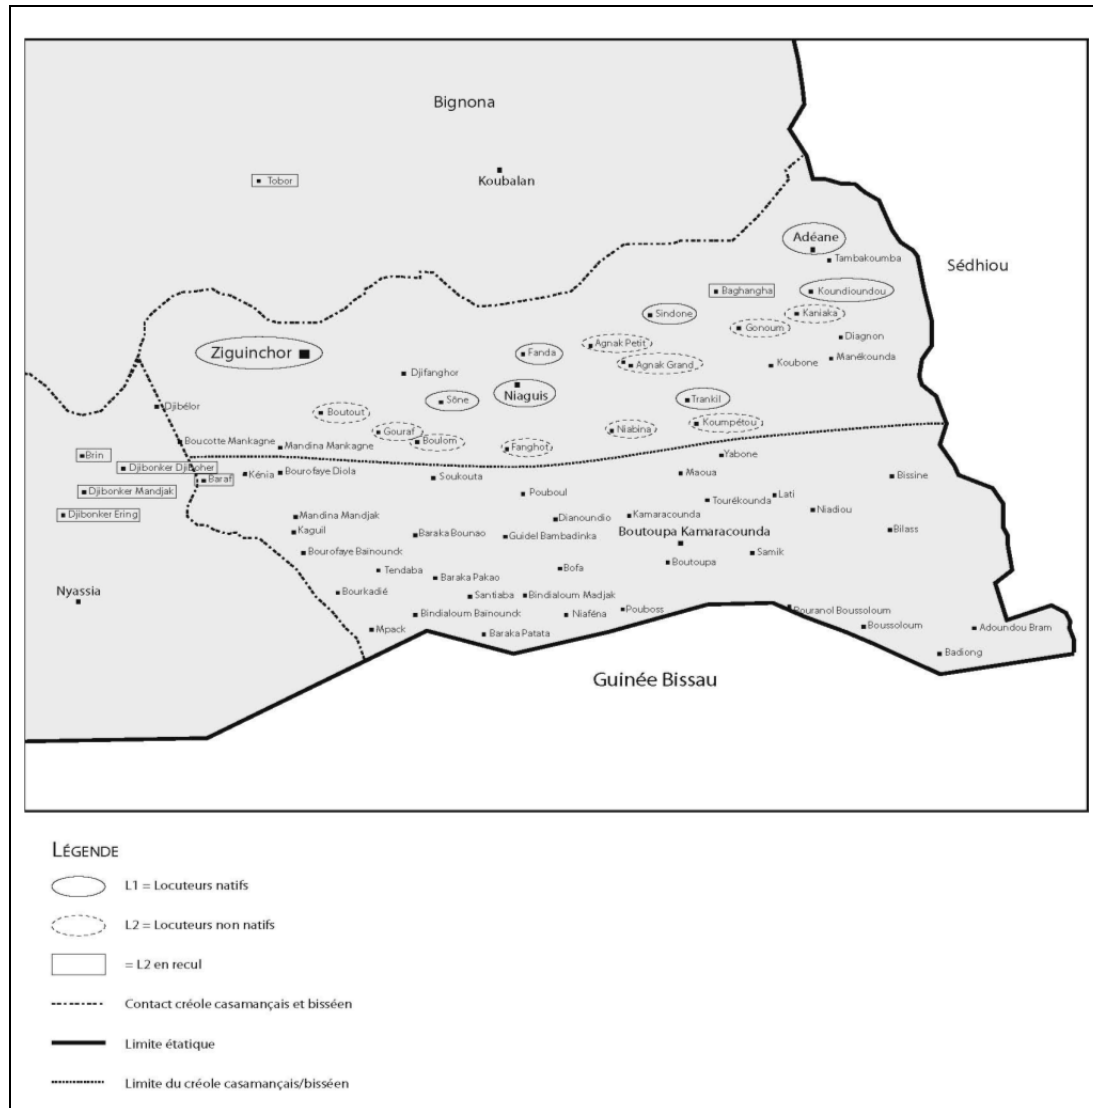 Bignona
Tobor
Koubalan
Adéane
Tambakoumba
Sédhiou
Baghangha
Koundioundou
Sindone
Kaniaka
Gonoum
Diagnon
Ziguinchor
Fanda
Agnak Petit
Agnak Grand
Koubone
Manékounda
Djifanghor
Niaguis
Sône
Trankil
Djibélor
Boutout
Gouraf
Boulom
Fanghot
Niabina
Koumpétou
Boucotte Mankagne
Mandina Mankagne
Brin
Djibonker Djiboher
Baraf
Kénia
Bourofaye Diola
Soukouta
Yabone
Maoua
Bissine
Djibonker Mandjak
Pouboul
Tourékounda
Lati
Niadiou
Djibonker Ering
Mandina Mandjak
Dianoundio
Kamaracounda
Kaguil
Baraka Bounao
Guidel Bambadinka
Boutoupa Kamaracounda
Bilass
Bourofaye Bainounck
Samik
Tendaba
Bofa
Boutoupa
Baraka Pakao
Nyassia
Bourkadié
Santiaba
Bindialoum Madjak
Bindialoum Bainounck
Niaféna
Pouboss
Pouranol Boussoloum
Mpack
Baraka Patata
Boussoloum
Adoundou Bram
Badiong
Guinée Bissau
LÉGENDE
L1 = Locuteurs natifs
L2 = Locuteurs non natifs
= L2 en recul
Contact créole casamançais et bisséen
Limite étatique
Limite du créole casamançais/bisséen